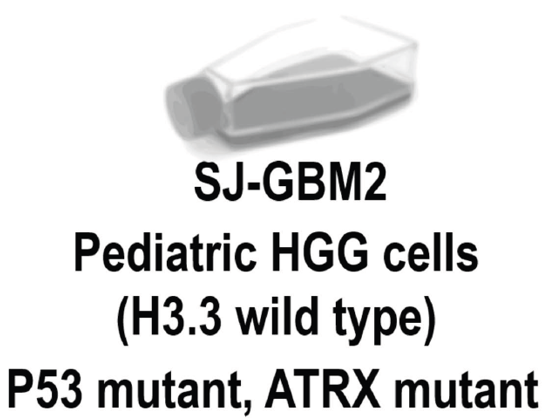 SJ-GBM2
Pediatric HGG cells
(H3.3 wild type)
P53 mutant, ATRX mutant